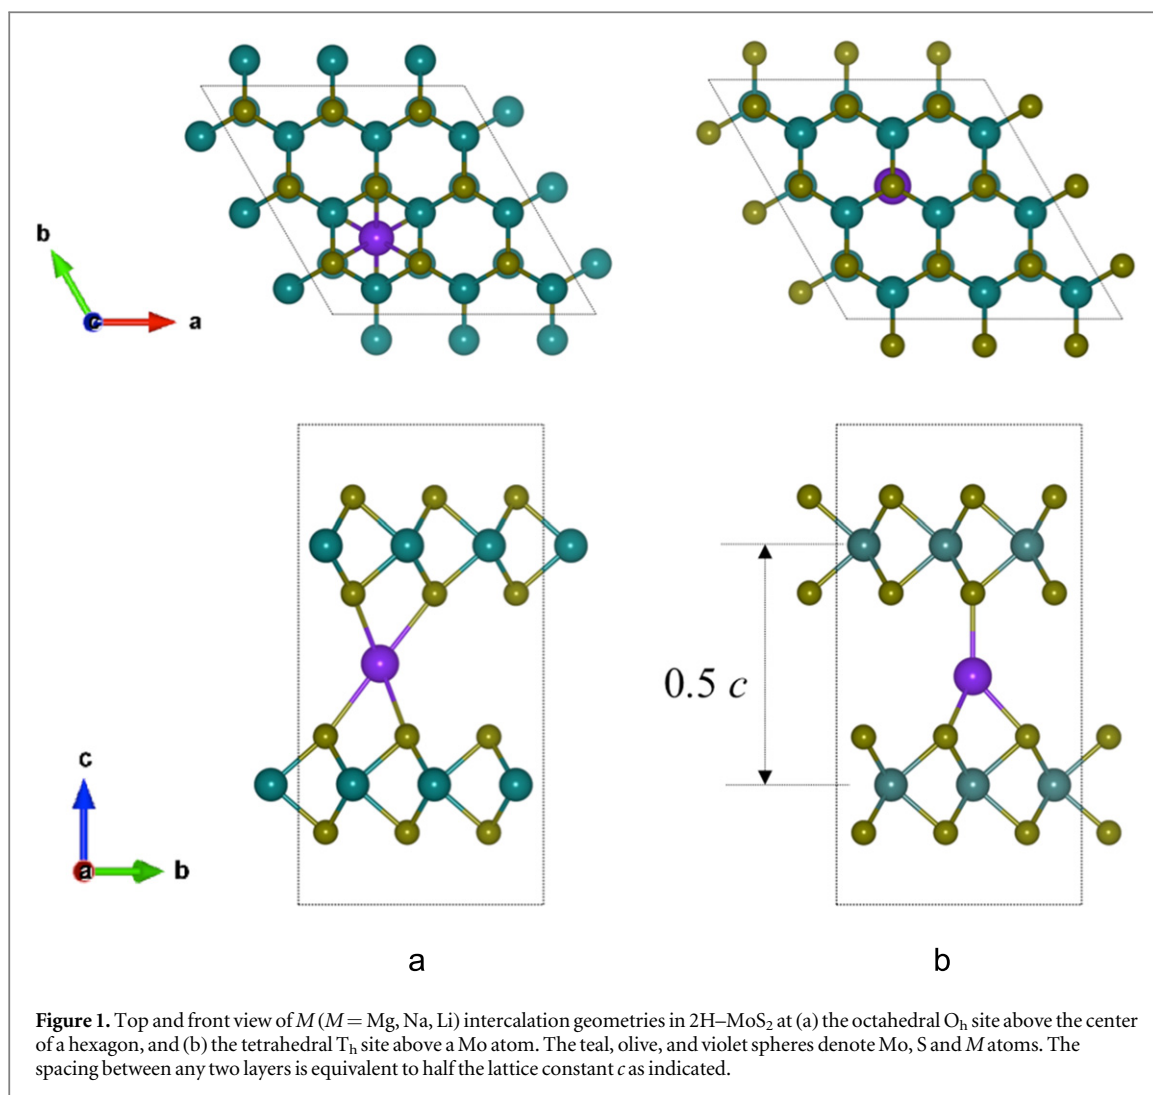 b
c
a
c
a
b
0.5 c
a
b
Figure 1. Top and front view of M (M = Mg, Na, Li) intercalation geometries in 2H–MoS₂ at (a) the octahedral Oₕ site above the center
of a hexagon, and (b) the tetrahedral Tₕ site above a Mo atom. The teal, olive, and violet spheres denote Mo, S and M atoms. The
spacing between any two layers is equivalent to half the lattice constant c as indicated.